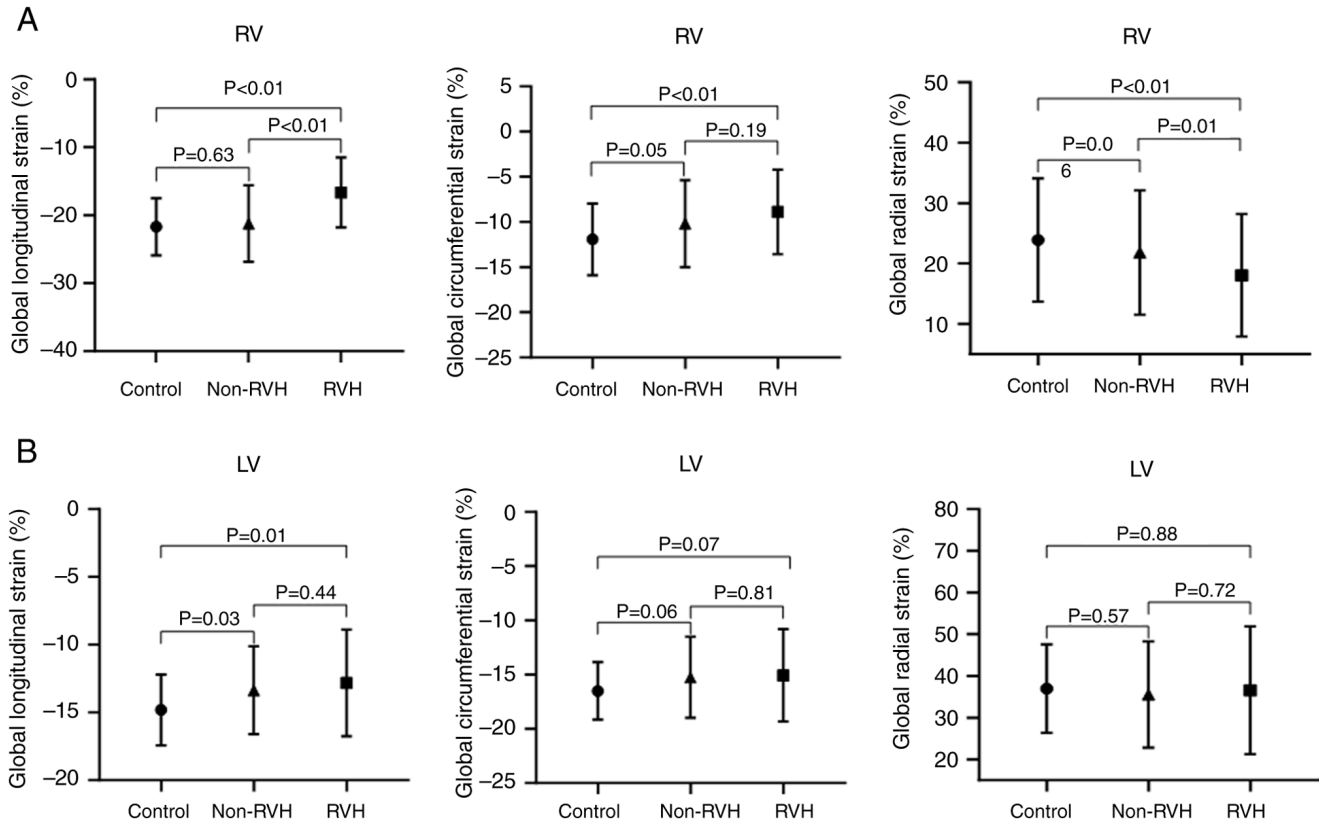 A
RV
Global longitudinal strain (%)
0
–10
–20
–30
–40
P<0.01
P<0.01
P=0.63
Control Non-RVH RVH
RV
Global circumferential strain (%)
5
0
–5
–10
–15
–20
–25
P<0.01
P=0.19
P=0.05
Control Non-RVH RVH
RV
Global radial strain (%)
50
40
30
20
10
P<0.01
P=0.01
P=0.0
6
Control Non-RVH RVH
B
LV
Global longitudinal strain (%)
0
–5
–10
–15
–20
P=0.01
P=0.44
P=0.03
Control Non-RVH RVH
LV
Global circumferential strain (%)
0
–5
–10
–15
–20
–25
P=0.07
P=0.81
P=0.06
Control Non-RVH RVH
LV
Global radial strain (%)
80
70
60
50
40
30
20
P=0.88
P=0.72
P=0.57
Control Non-RVH RVH